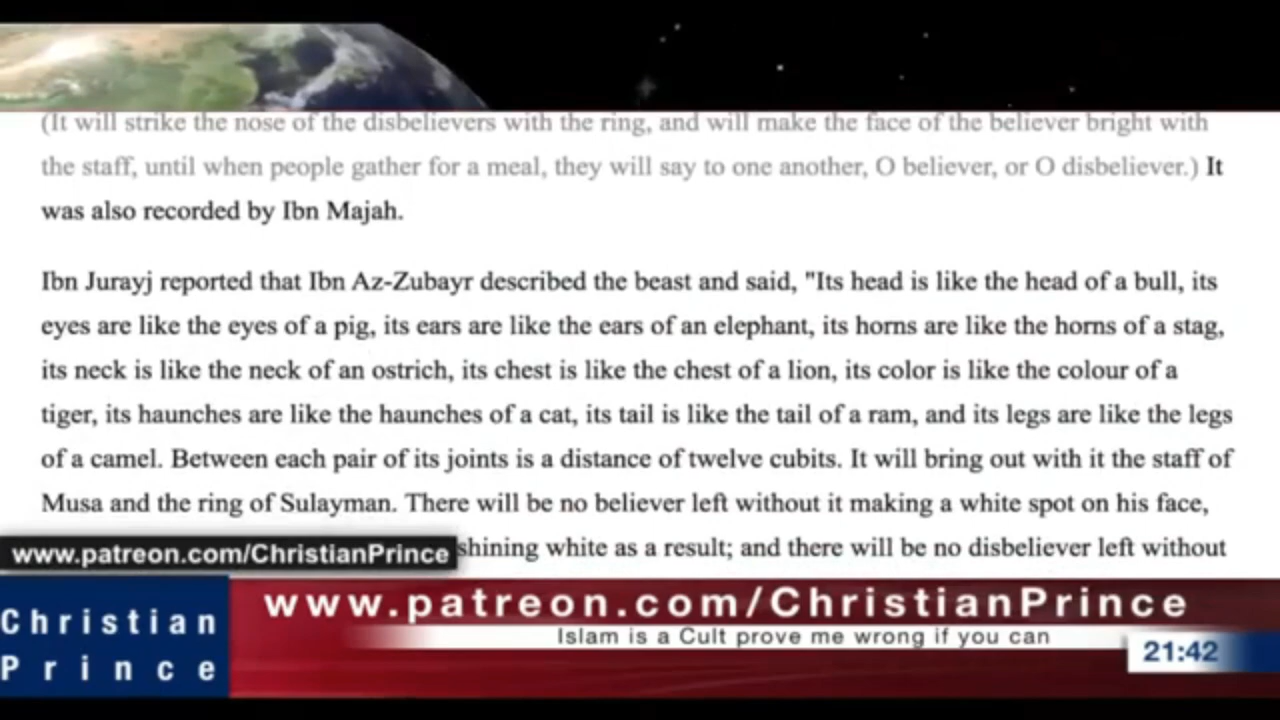 (It will strike the nose of the disbelievers with the ring, and will make the face of the believer bright with
the staff, until when people gather for a meal, they will say to one another, O believer, or O disbeliever.) It
was also recorded by Ibn Majah.
Ibn Jurayj reported that Ibn Az-Zubayr described the beast and said, "Its head is like the head of a bull, its
eyes are like the eyes of a pig, its ears are like the ears of an elephant, its horns are like the horns of a stag,
its neck is like the neck of an ostrich, its chest is like the chest of a lion, its color is like the colour of a
tiger, its haunches are like the haunches of a cat, its tail is like the tail of a ram, and its legs are like the legs
of a camel. Between each pair of its joints is a distance of twelve cubits. It will bring out with it the staff of
Musa and the ring of Sulayman. There will be no believer left without it making a white spot on his face,
shining white as a result; and there will be no disbeliever left without
www.patreon.com/ChristianPrince
www.patreon.com/ChristianPrince
Christian
Prince
Islam is a Cult prove me wrong if you can
21:42